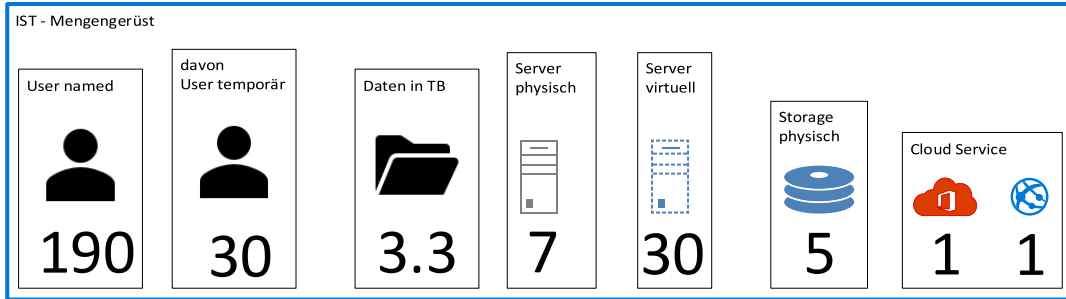 IST - Mengengerüst
User named
190
davon
User temporär
30
Daten in TB
3.3
Server
physisch
7
Server
virtuell
30
Storage
physisch
5
Cloud Service
1 1